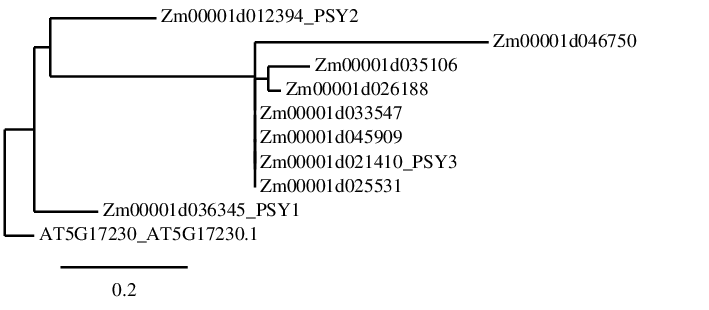 Zm00001d012394_PSY2
Zm00001d046750
Zm00001d035106
Zm00001d026188
Zm00001d033547
Zm00001d045909
Zm00001d021410_PSY3
Zm00001d025531
Zm00001d036345_PSY1
AT5G17230_AT5G17230.1
0.2